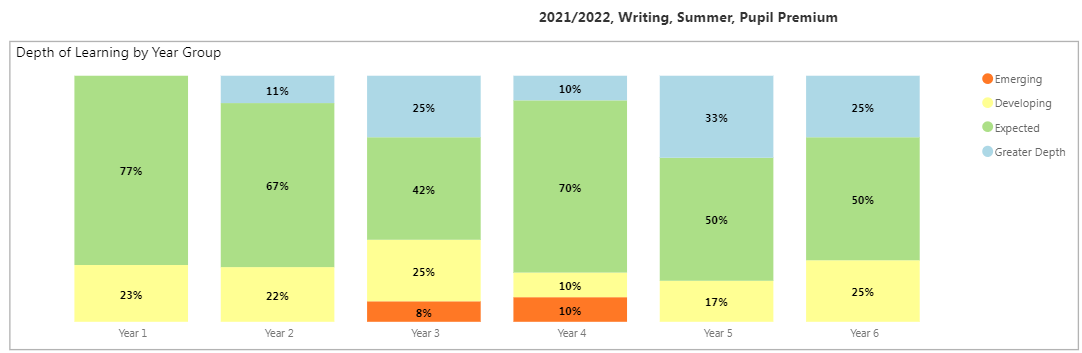 2021/2022, Writing, Summer, Pupil Premium
Depth of Learning by Year Group
77%
23%
Year 1
11%
67%
22%
Year 2
25%
42%
25%
8%
Year 3
10%
70%
10%
10%
Year 4
33%
50%
17%
Year 5
25%
50%
25%
Year 6
Emerging
Developing
Expected
Greater Depth